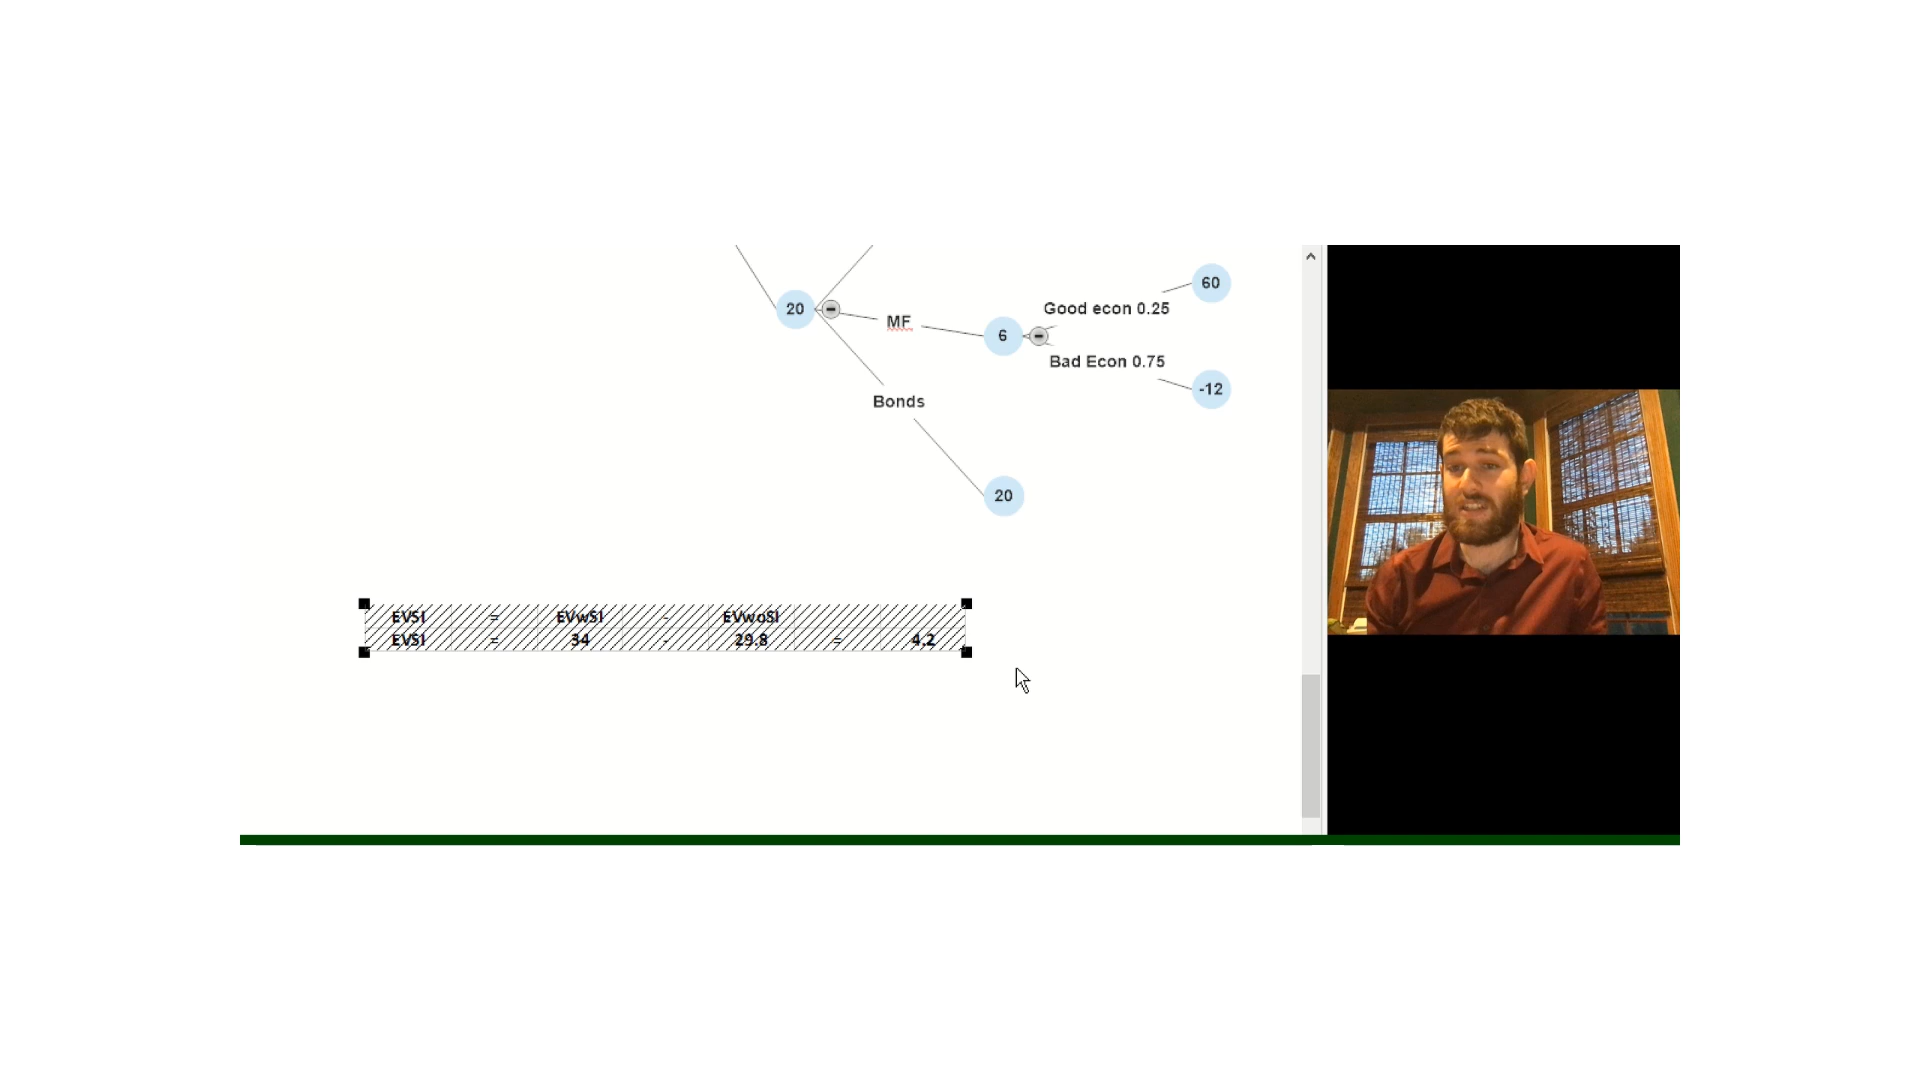 60
Good econ 0.25
20
MF
6
Bad Econ 0.75
-12
Bonds
20
EVSI = EVwSI - EVwoSI
EVSI = 34 - 29.8 = 4.2